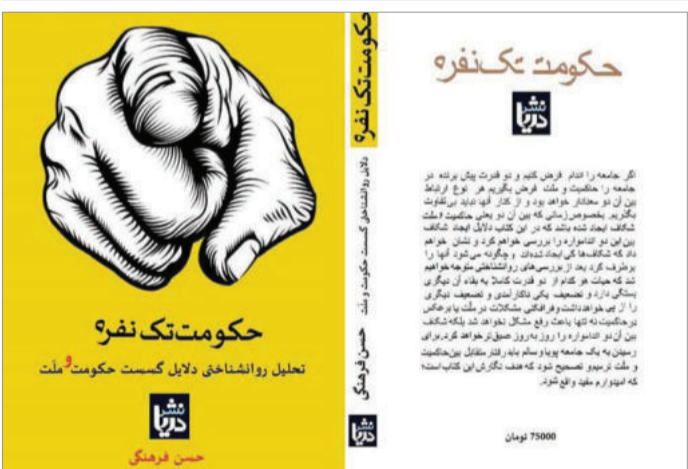 حکومت تک نفره
تحلیل روانشناختی دلایل گسست حکومت و ملت
نشر
دریا
حسن فرهنگی
حکومت تک نفره
دلایل روانشناختی گسست حکومت و ملت
حسن فرهنگی
نشر
دریا
حکومت تک نفره
نشر
دریا
اگر جامعه را اندام فرض کنیم و دو قدرت پیش برنده در
جامعه را حاکمیت و ملت فرض بگیریم هر نوع ارتباط
بین آن دو معنادار خواهد بود و از کنار آنها نباید بی تفاوت
بگذریم. بخصوص زمانی که بین آن دو یعنی حاکمیت و ملت
شکاف ایجاد شده باشد که در این کتاب دلایل ایجاد شکاف
بین این دو اندامواره را بررسی خواهم کرد و نشان خواهم
داد که شکاف‌ها کی ایجاد شده‌اند و چگونه می شود آنها را
برطرف کرد بعد از بررسی‌های روانشناختی متوجه خواهیم
شد که حیات هر کدام از دو قدرت کاملا به بقاء آن دیگری
بستگی دارد و تضعیف یکی ناکارآمدی و تضعیف دیگری
را از پی خواهد داشت و فرافکنی مشکلات در ملت یا برعکس
در حاکمیت نه تنها باعث رفع مشکل نخواهد شد بلکه شکاف
بین آن دو اندامواره را روز به روز عمیق‌تر خواهد کرد. برای
رسیدن به یک جامعه پویا و سالم باید رفتار متقابل بین حاکمیت
و ملت ترمیم و تصحیح شود که هدف نگارش این کتاب است؛
که امیدوارم مفید واقع شود.
75000 تومان